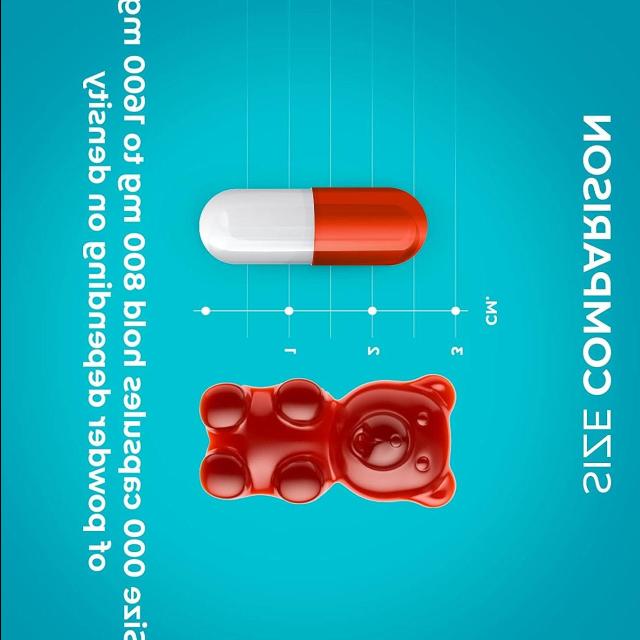 SIZE COMPARISON
3
2
1
CM.
Size 000 capsules hold 800 mg to 1600 mg
of powder depending on density